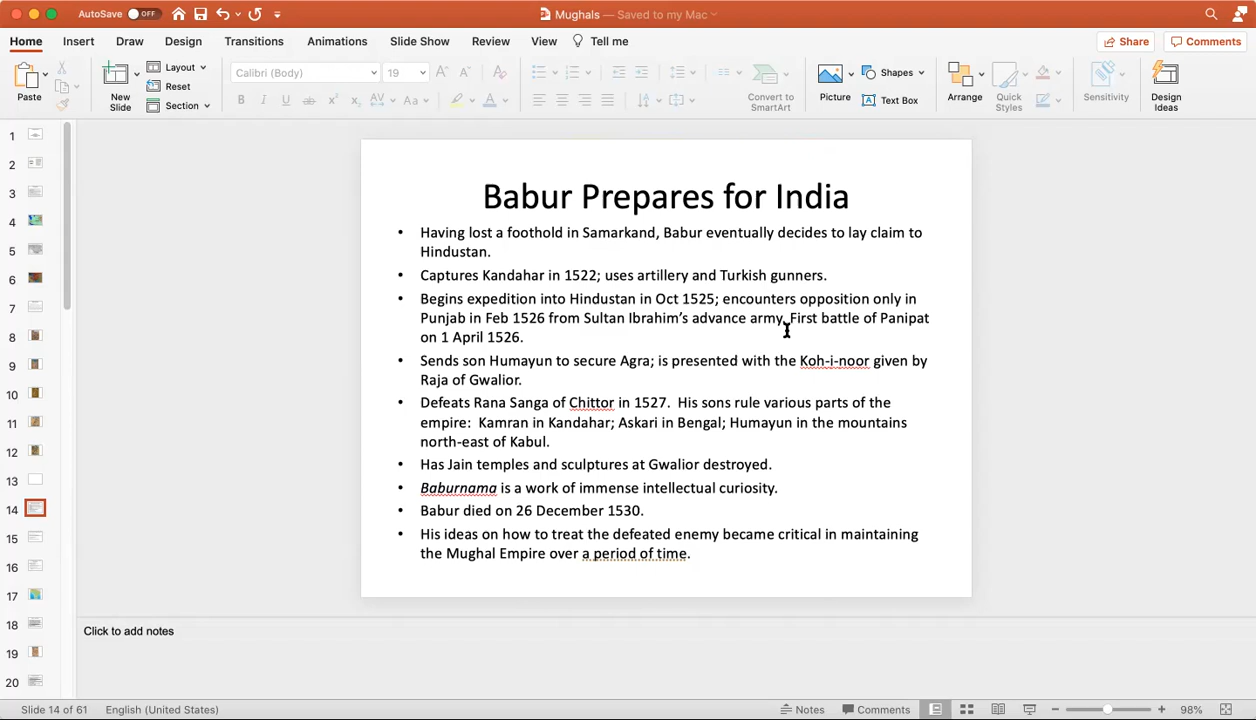 AutoSave OFF Mughals — Saved to my Mac
Home Insert Draw Design Transitions Animations Slide Show Review View Tell me Share Comments
Paste New Slide Layout Reset Section Calibri (Body) 19 Convert to SmartArt Picture Shapes Text Box Arrange Quick Styles Sensitivity Design Ideas
1
2
3
4
5
6
7
8
9
10
11
12
13
14
15
16
17
18
19
20
Babur Prepares for India
• Having lost a foothold in Samarkand, Babur eventually decides to lay claim to
Hindustan.
• Captures Kandahar in 1522; uses artillery and Turkish gunners.
• Begins expedition into Hindustan in Oct 1525; encounters opposition only in
Punjab in Feb 1526 from Sultan Ibrahim's advance army. First battle of Panipat
on 1 April 1526.
• Sends son Humayun to secure Agra; is presented with the Koh-i-noor given by
Raja of Gwalior.
• Defeats Rana Sanga of Chittor in 1527. His sons rule various parts of the
empire: Kamran in Kandahar; Askari in Bengal; Humayun in the mountains
north-east of Kabul.
• Has Jain temples and sculptures at Gwalior destroyed.
• Baburnama is a work of immense intellectual curiosity.
• Babur died on 26 December 1530.
• His ideas on how to treat the defeated enemy became critical in maintaining
the Mughal Empire over a period of time.
Click to add notes
Slide 14 of 61 English (United States) Notes Comments 98%